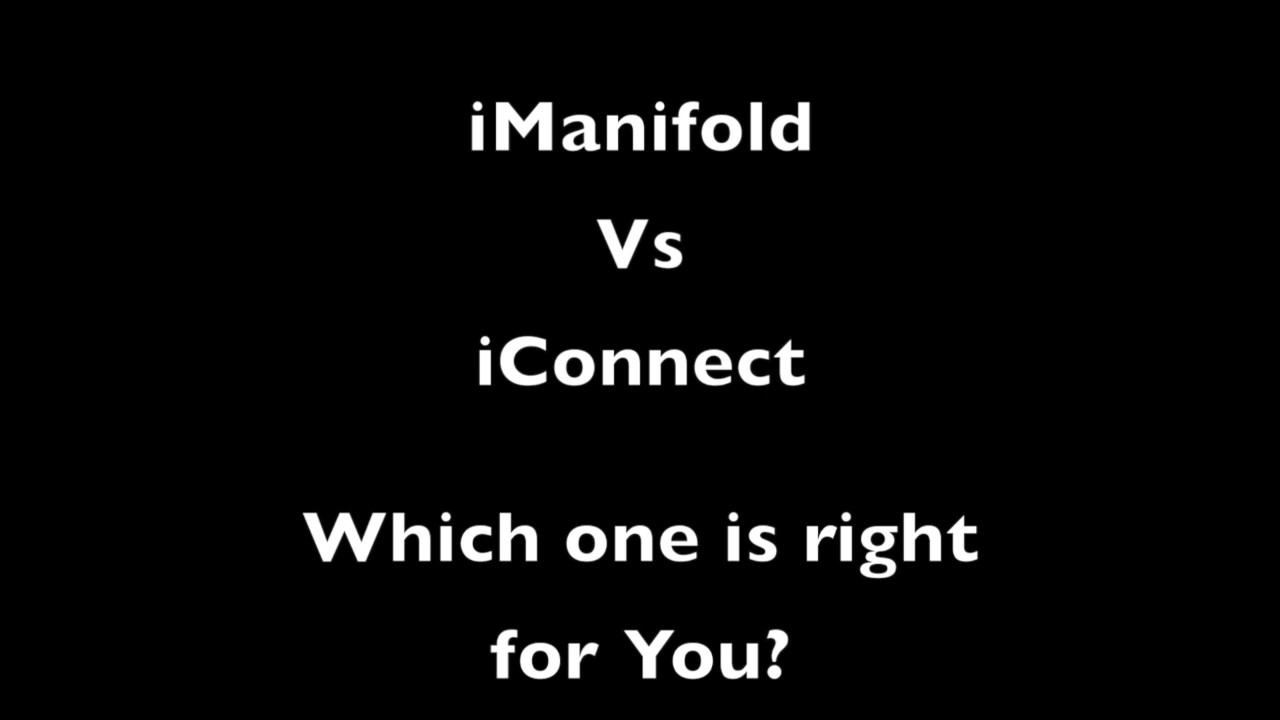 iManifold
Vs
iConnect
Which one is right
for You?